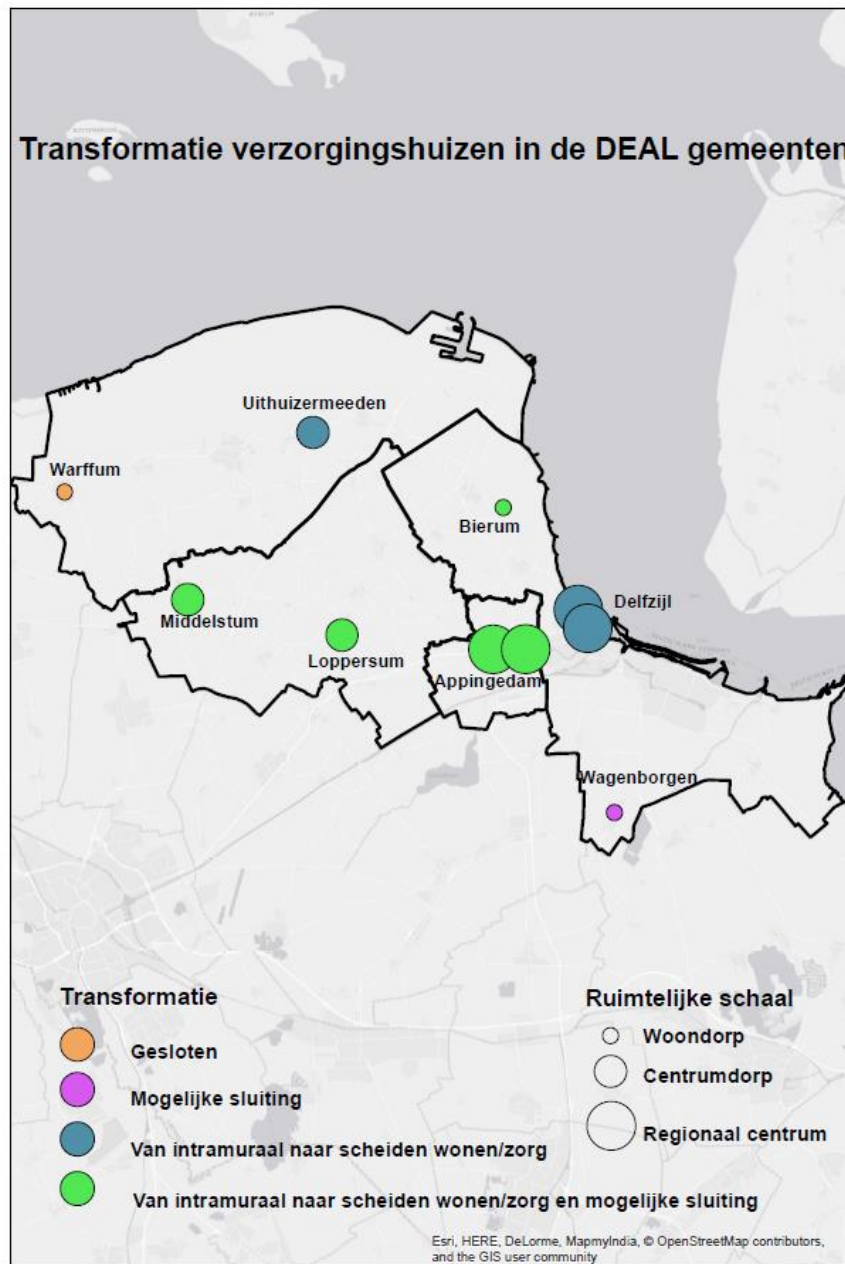 Transformatie verzorgingshuizen in de DEAL gemeenten
Uithuizermeeden
Warffum
Bierum
Delfzijl
Middelstum
Loppersum
Appingedam
Wagenborgen
Transformatie
Gesloten
Mogelijke sluiting
Van intramuraal naar scheiden wonen/zorg
Van intramuraal naar scheiden wonen/zorg en mogelijke sluiting
Ruimtelijke schaal
Woondorp
Centrumdorp
Regionaal centrum
Esri, HERE, DeLorme, MapmyIndia, © OpenStreetMap contributors,
and the GIS user community